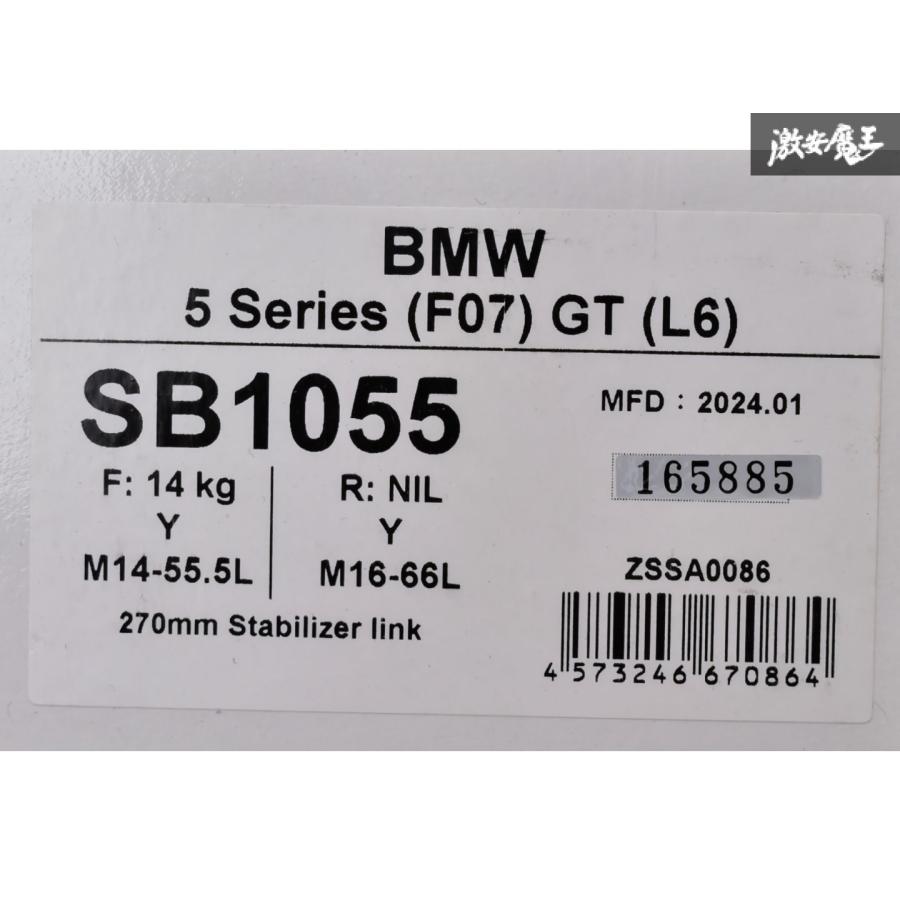 激安魔王
BMW
5 Series (F07) GT (L6)
SB1055
MFD : 2024.01
F: 14 kg
Y
M14-55.5L
R: NIL
Y
M16-66L
270mm Stabilizer link
165885
ZSSA0086
4 573246 670864